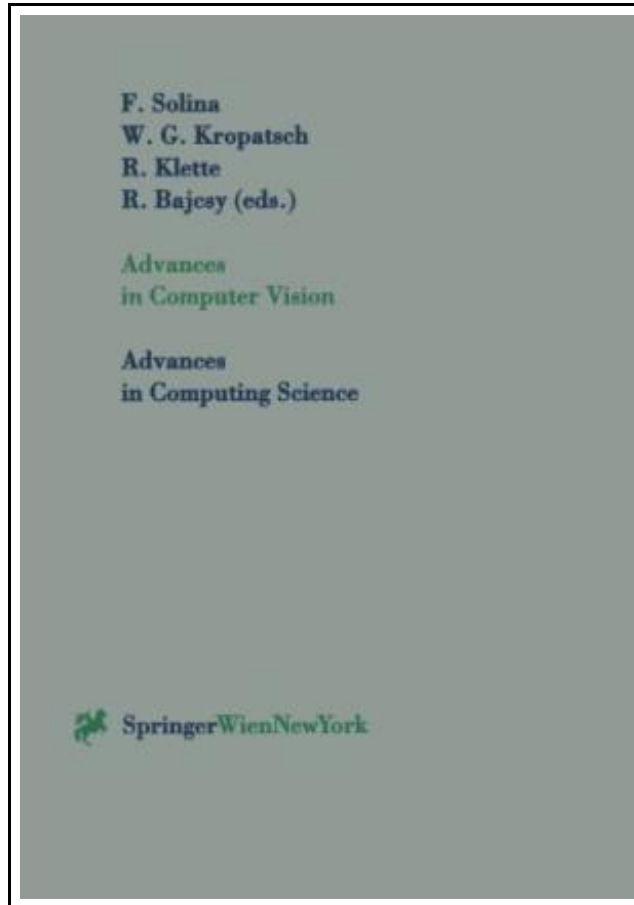 F. Solina
W. G. Kropatsch
R. Klette
R. Bajcsy (eds.)
Advances
in Computer Vision
Advances
in Computing Science
SpringerWienNewYork